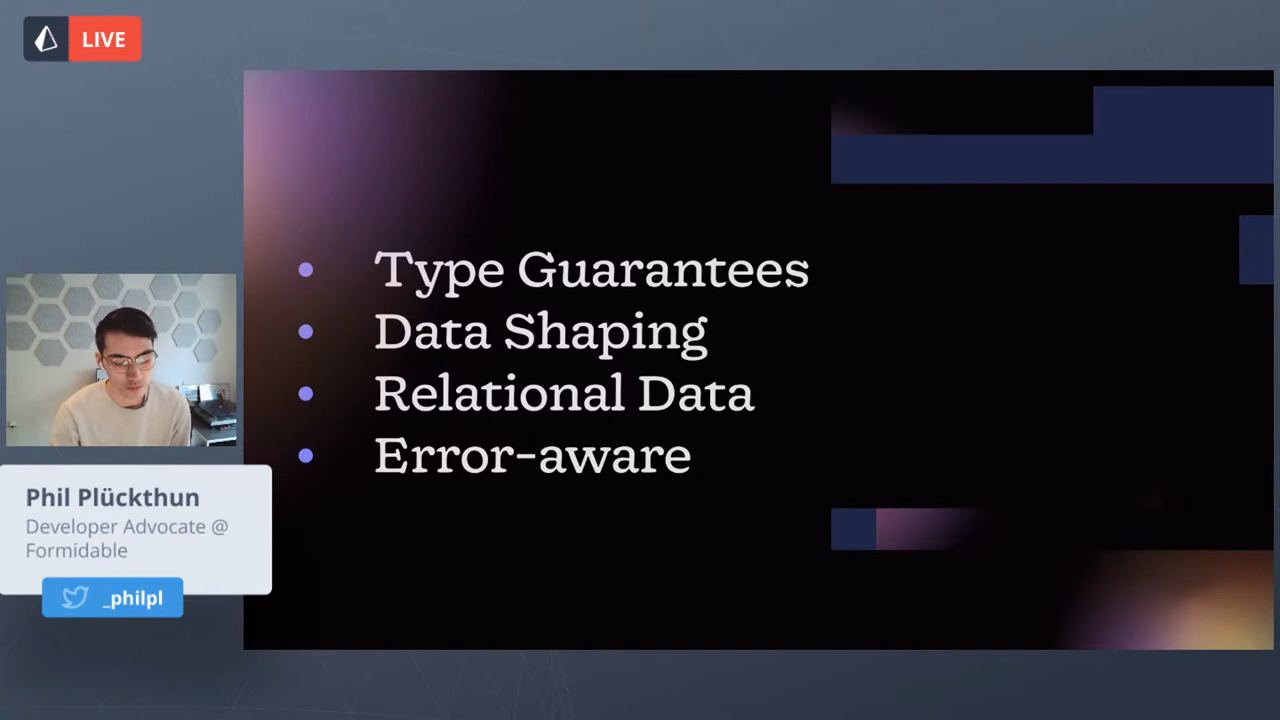 LIVE
Type Guarantees
Data Shaping
Relational Data
Error-aware
Phil Plückthun
Developer Advocate @
Formidable
_philpl